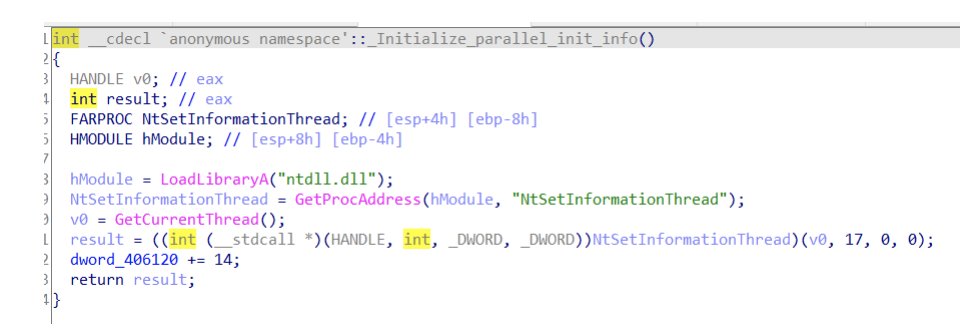 1 int __cdecl `anonymous namespace'::_Initialize_parallel_init_info()
2 {
3 HANDLE v0; // eax
4 int result; // eax
5 FARPROC NtSetInformationThread; // [esp+4h] [ebp-8h]
5 HMODULE hModule; // [esp+8h] [ebp-4h]
7
3 hModule = LoadLibraryA("ntdll.dll");
9 NtSetInformationThread = GetProcAddress(hModule, "NtSetInformationThread");
9 v0 = GetCurrentThread();
1 result = ((int (__stdcall *)(HANDLE, int, _DWORD, _DWORD))NtSetInformationThread)(v0, 17, 0, 0);
2 dword_406120 += 14;
3 return result;
4 }